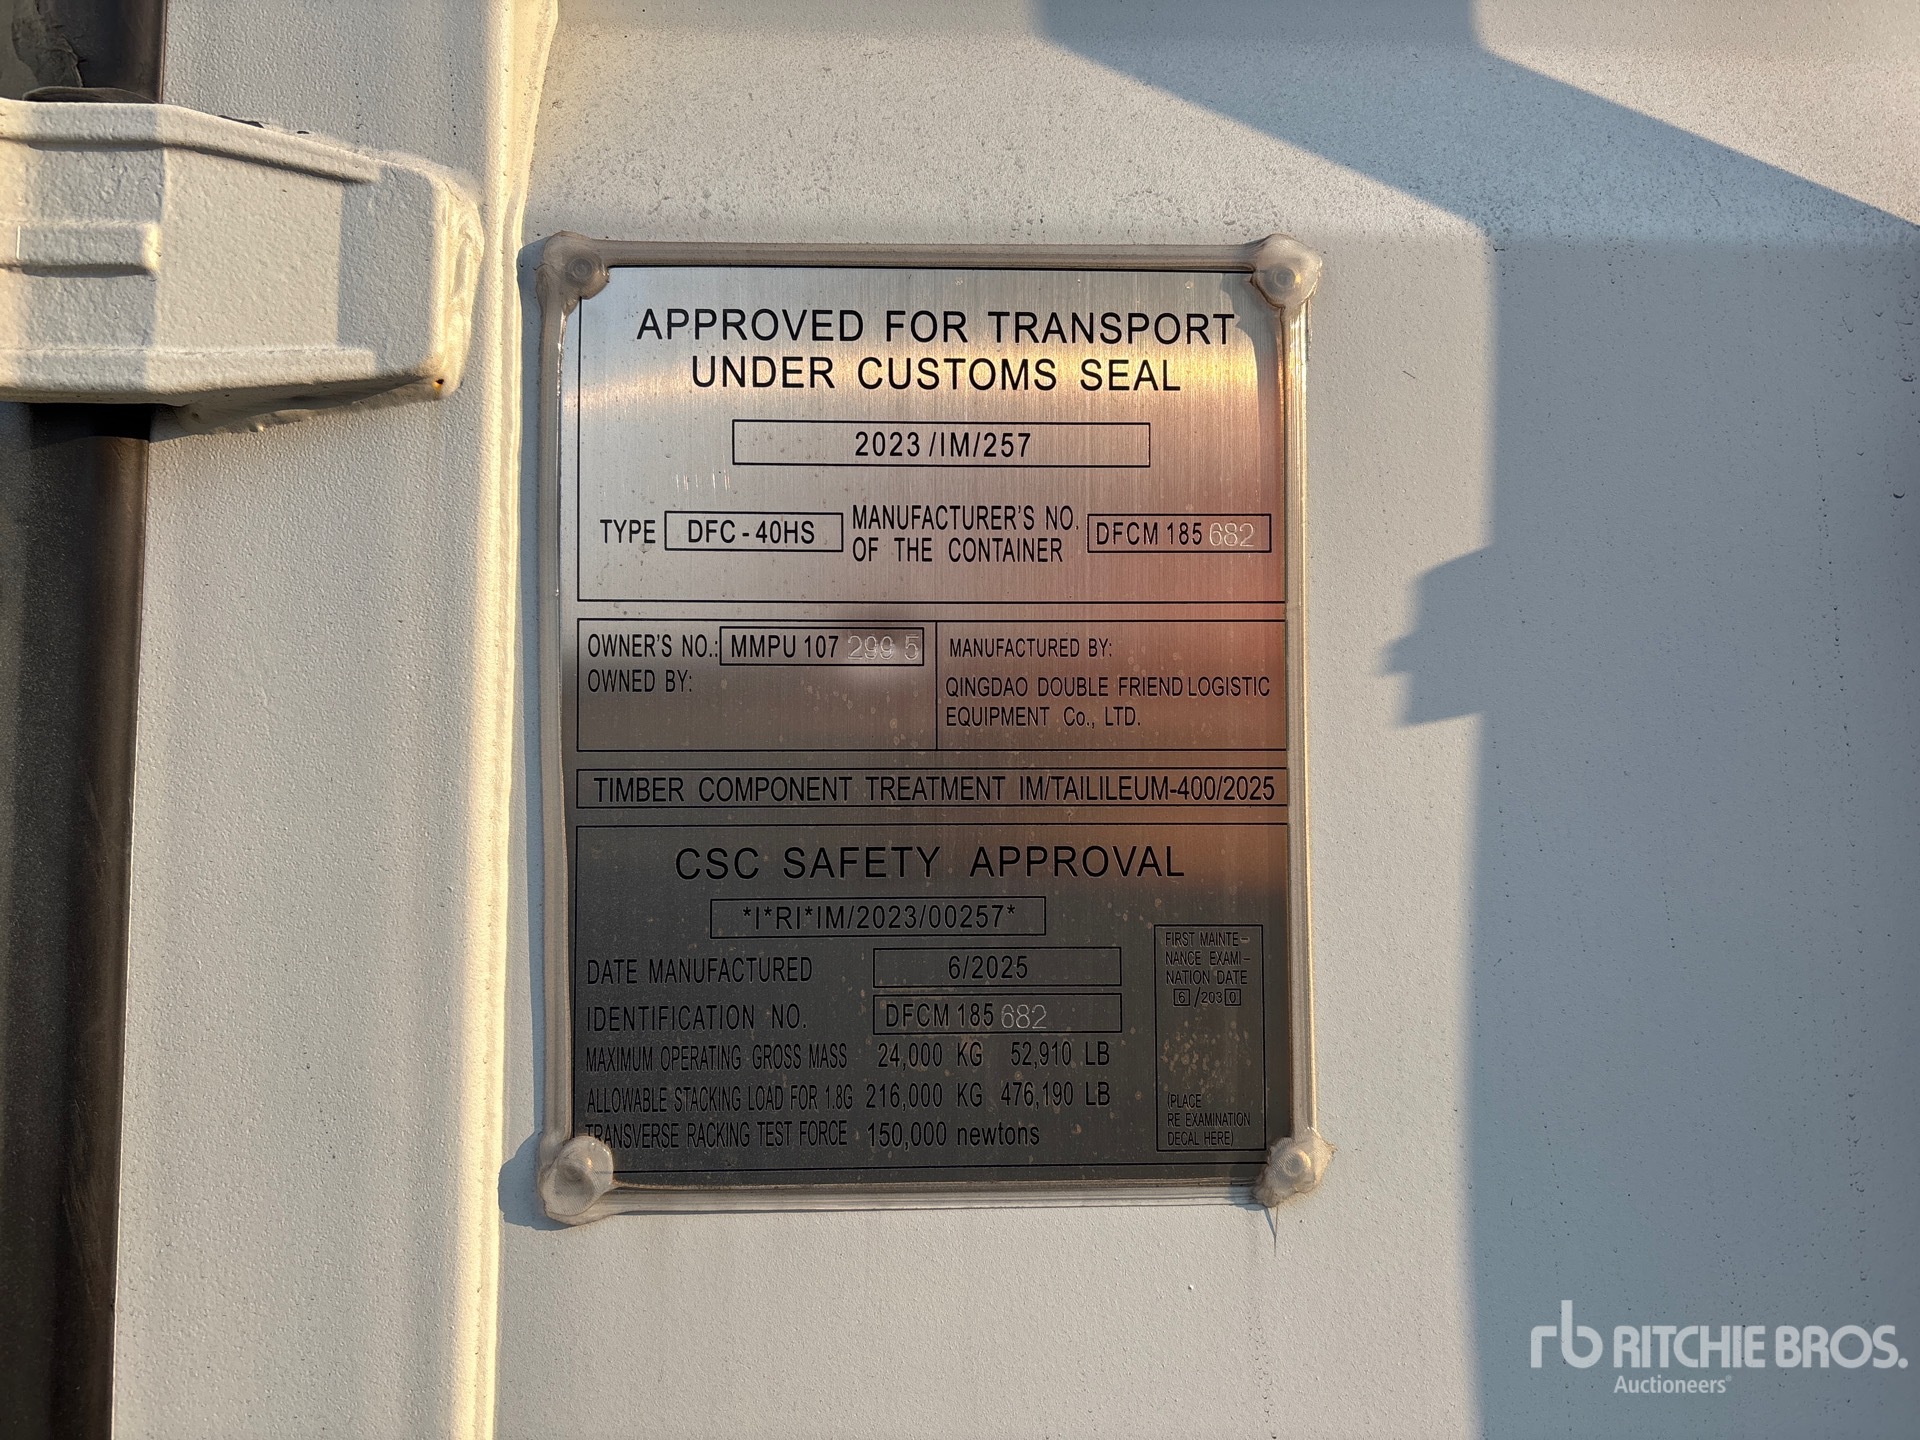 APPROVED FOR TRANSPORT
UNDER CUSTOMS SEAL
2023/IM/257
TYPE DFC-40HS MANUFACTURER'S NO. OF THE CONTAINER DFCM 185 682
OWNER'S NO.: MMPU 107 299 5
OWNED BY:
MANUFACTURED BY:
QINGDAO DOUBLE FRIEND LOGISTIC
EQUIPMENT Co., LTD.
TIMBER COMPONENT TREATMENT IM/TAILILEUM-400/2025
CSC SAFETY APPROVAL
*I*RI*IM/2023/00257*
DATE MANUFACTURED 6/2025
IDENTIFICATION NO. DFCM 185 682
MAXIMUM OPERATING GROSS MASS 24,000 KG 52,910 LB
ALLOWABLE STACKING LOAD FOR 1.8G 216,000 KG 476,190 LB
TRANSVERSE RACKING TEST FORCE 150,000 newtons
FIRST MAINTE-
NANCE EXAMI-
NATION DATE
6/2030
(PLACE
RE EXAMINATION
DECAL HERE)
rb RITCHIE BROS.
Auctioneers